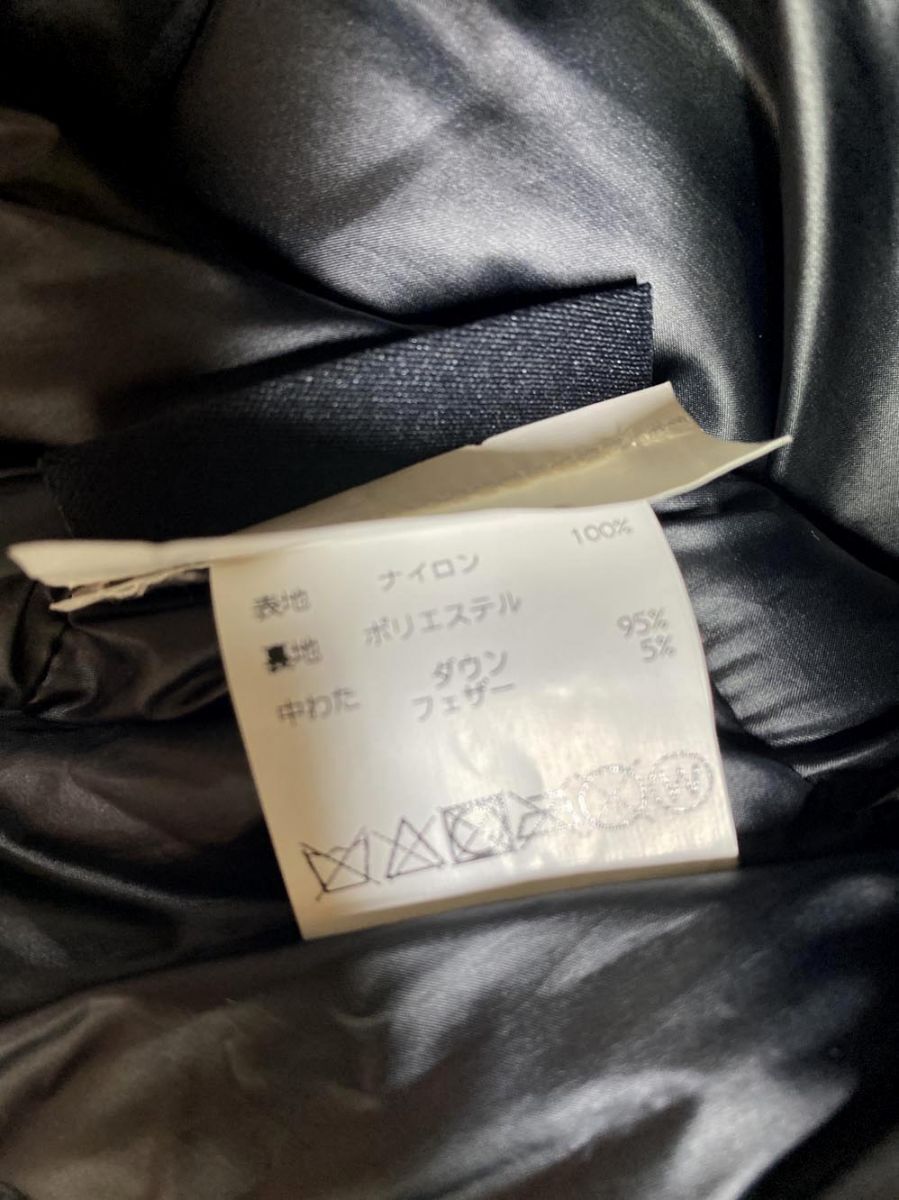 表地 ナイロン 100%
裏地 ポリエステル
中わた ダウン 95%
フェザー 5%
W